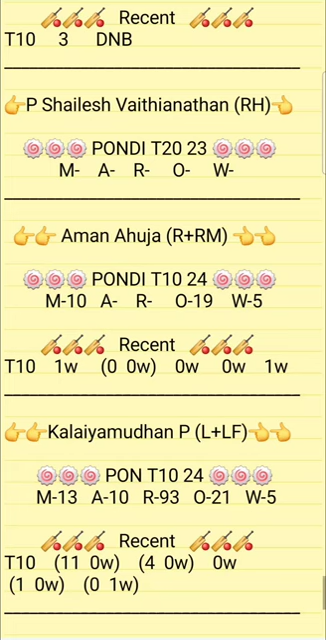 🏏🏏🏏 Recent 🏏🏏🏏
T10 3 DNB
👉P Shailesh Vaithianathan (RH)👈
🍥🍥🍥 PONDI T20 23 🍥🍥🍥
M- A- R- O- W-
👉👉 Aman Ahuja (R+RM) 👈👈
🍥🍥🍥 PONDI T10 24 🍥🍥🍥
M-10 A- R- O-19 W-5
🏏🏏🏏 Recent 🏏🏏🏏
T10 1w (0 0w) 0w 0w 1w
👉👉Kalaiyamudhan P (L+LF)👈👈
🍥🍥🍥 PON T10 24 🍥🍥🍥
M-13 A-10 R-93 O-21 W-5
🏏🏏🏏 Recent 🏏🏏🏏
T10 (11 0w) (4 0w) 0w
(1 0w) (0 1w)